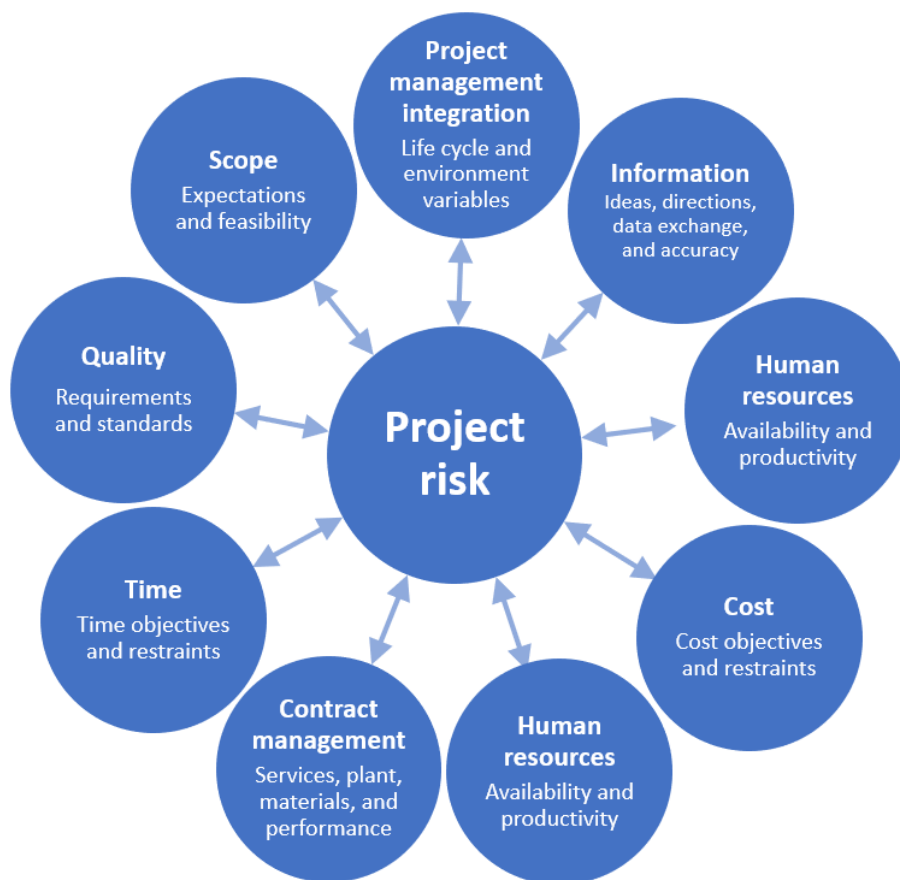 Project
management
integration
Life cycle and
environment
variables
Information
Ideas, directions,
data exchange,
and accuracy
Human
resources
Availability and
productivity
Cost
Cost objectives
and restraints
Human
resources
Availability and
productivity
Contract
management
Services, plant,
materials, and
performance
Time
Time objectives
and restraints
Quality
Requirements
and standards
Scope
Expectations
and feasibility
Project
risk